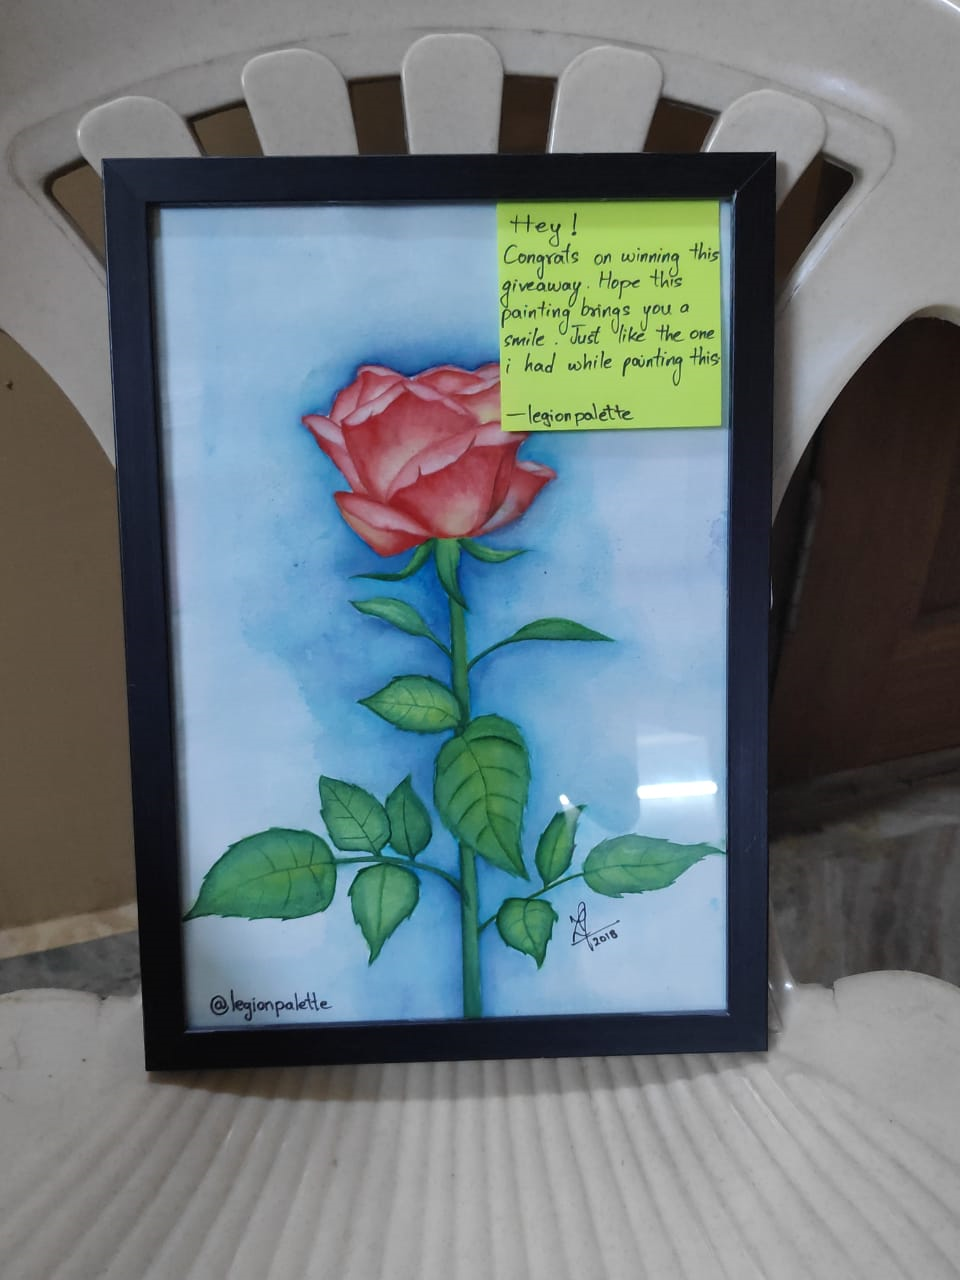 Hey!
Congrats on winning this
giveaway. Hope this
painting brings you a
smile. Just like the one
i had while painting this.
—legionpalette
2018
@legionpalette